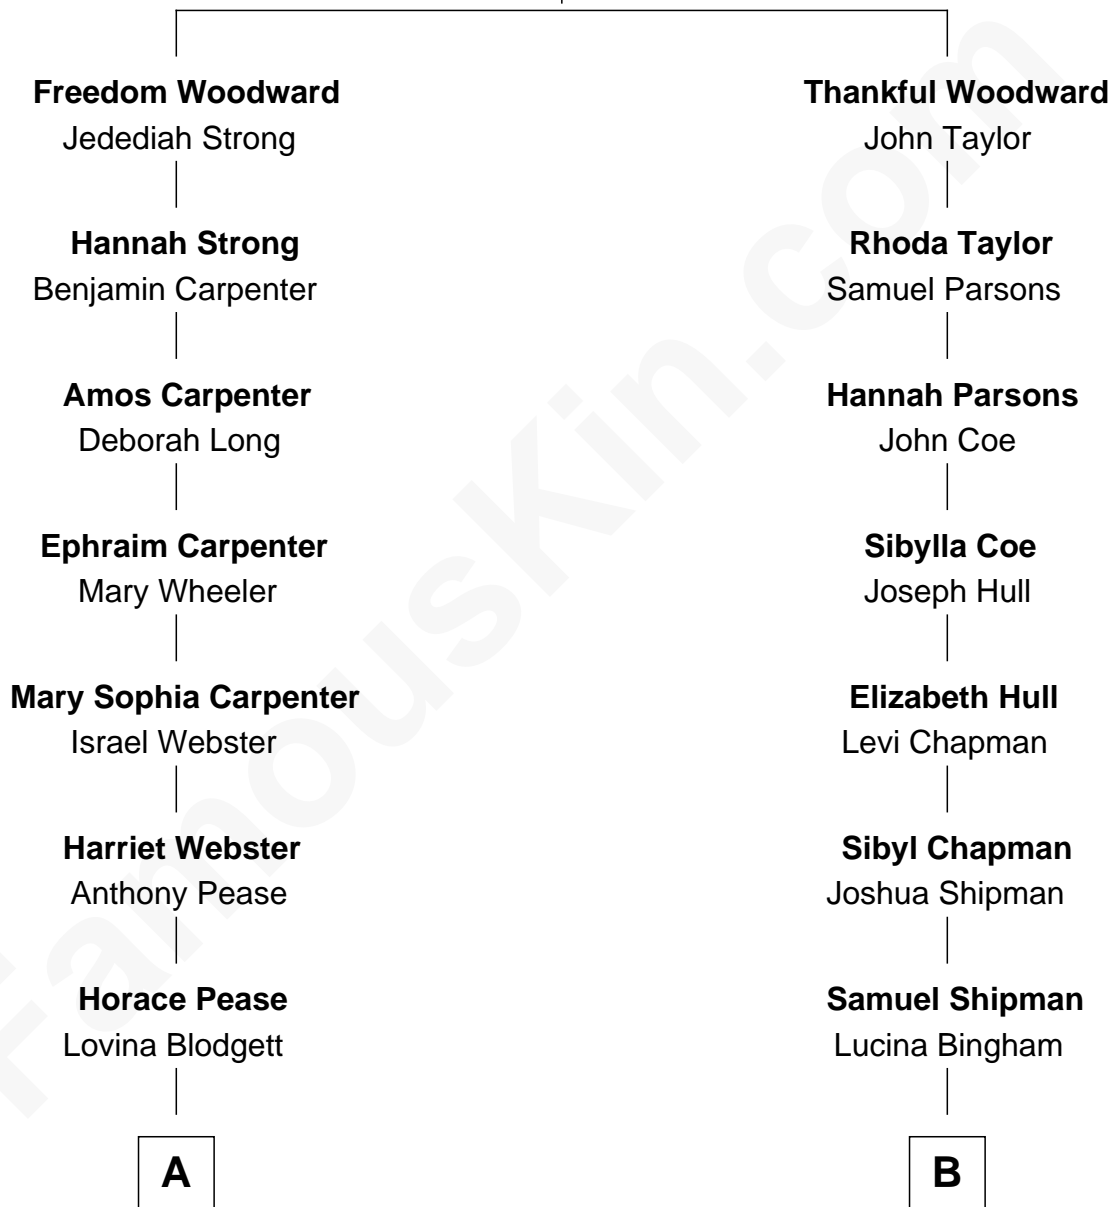 Freedom Woodward
Jedediah Strong
Thankful Woodward
John Taylor
Hannah Strong
Benjamin Carpenter
Rhoda Taylor
Samuel Parsons
Amos Carpenter
Deborah Long
Hannah Parsons
John Coe
Ephraim Carpenter
Mary Wheeler
Sibylla Coe
Joseph Hull
Mary Sophia Carpenter
Israel Webster
Elizabeth Hull
Levi Chapman
Harriet Webster
Anthony Pease
Sibyl Chapman
Joshua Shipman
Horace Pease
Lovina Blodgett
Samuel Shipman
Lucina Bingham
A
B
FamousKin.com